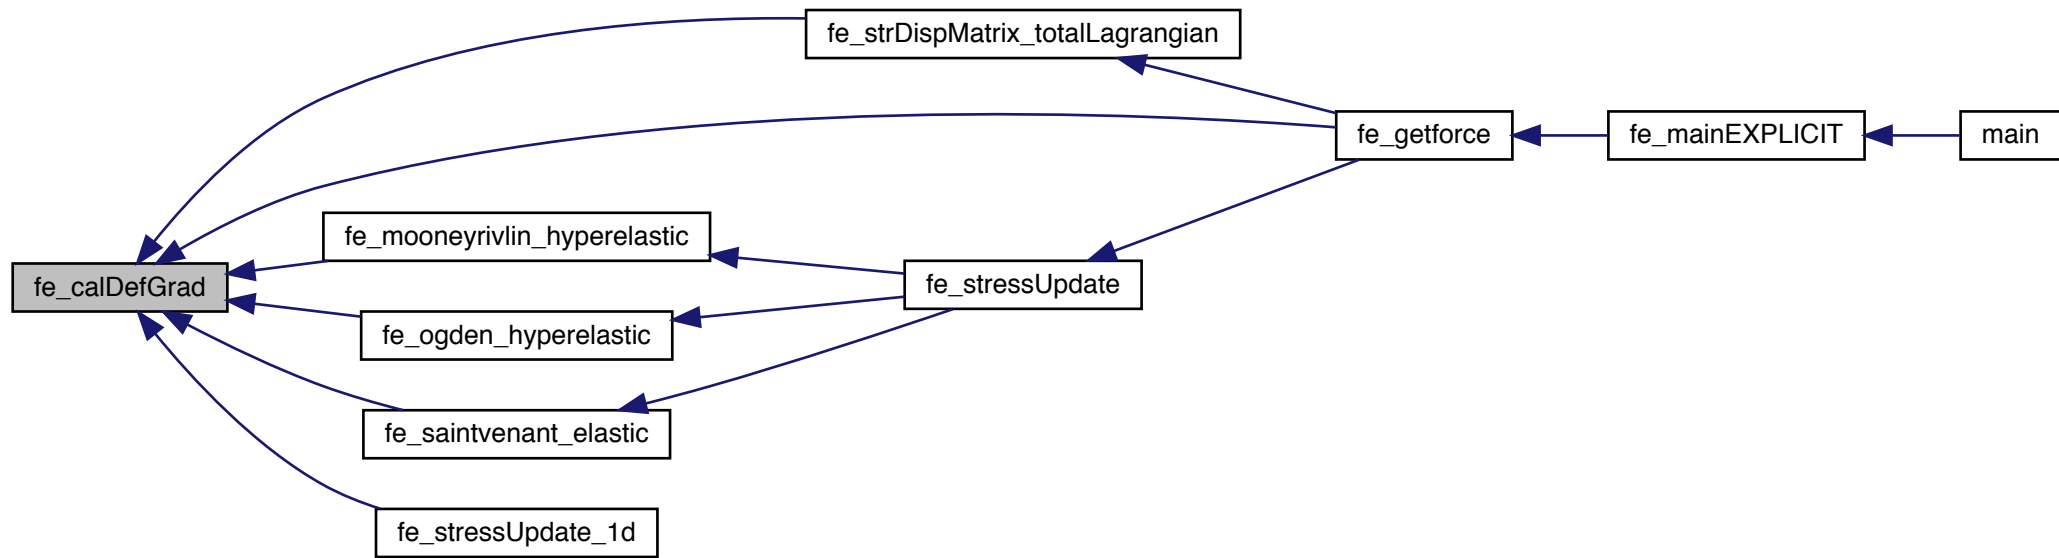 fe_strDispMatrix_totalLagrangian
fe_getforce
fe_mainEXPLICIT
main
fe_mooneyrivlin_hyperelastic
fe_calDefGrad
fe_stressUpdate
fe_ogden_hyperelastic
fe_saintvenant_elastic
fe_stressUpdate_1d